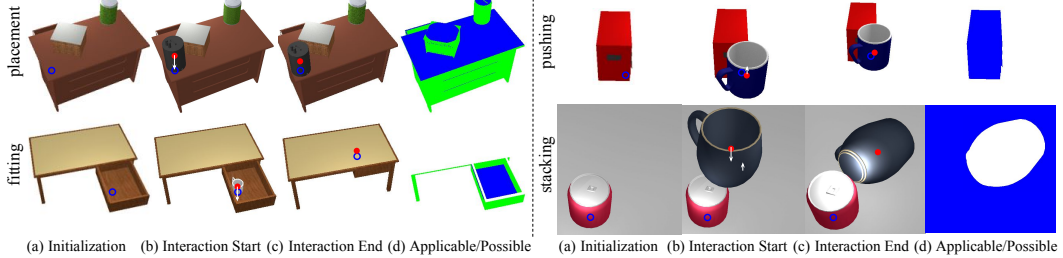 placement
fitting
(a) Initialization (b) Interaction Start (c) Interaction End (d) Applicable/Possible
pushing
stacking
(a) Initialization (b) Interaction Start (c) Interaction End (d) Applicable/Possible